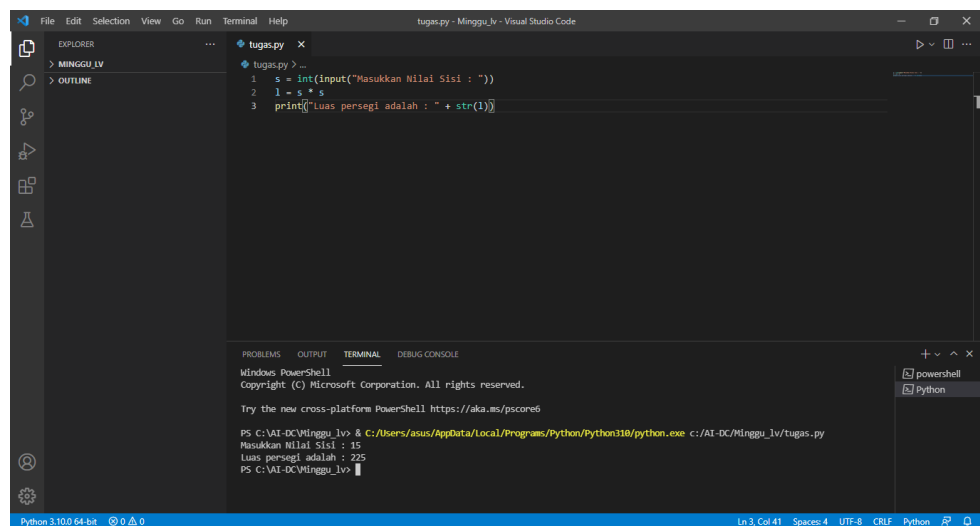 File Edit Selection View Go Run Terminal Help tugas.py - Minggu_lv - Visual Studio Code
EXPLORER
MINGGU_LV
OUTLINE
tugas.py
tugas.py > ...
1 s = int(input("Masukkan Nilai Sisi : "))
2 l = s * s
3 print("Luas persegi adalah : " + str(l))
PROBLEMS OUTPUT TERMINAL DEBUG CONSOLE
Windows PowerShell
Copyright (C) Microsoft Corporation. All rights reserved.
Try the new cross-platform PowerShell https://aka.ms/pscore6
PS C:\AI-DC\Minggu_lv> & C:/Users/asus/AppData/Local/Programs/Python/Python310/python.exe c:/AI-DC/Minggu_lv/tugas.py
Masukkan Nilai Sisi : 15
Luas persegi adalah : 225
PS C:\AI-DC\Minggu_lv>
powershell
Python
Python 3.10.0 64-bit 0 0 Ln 3, Col 41 Spaces: 4 UTF-8 CRLF Python